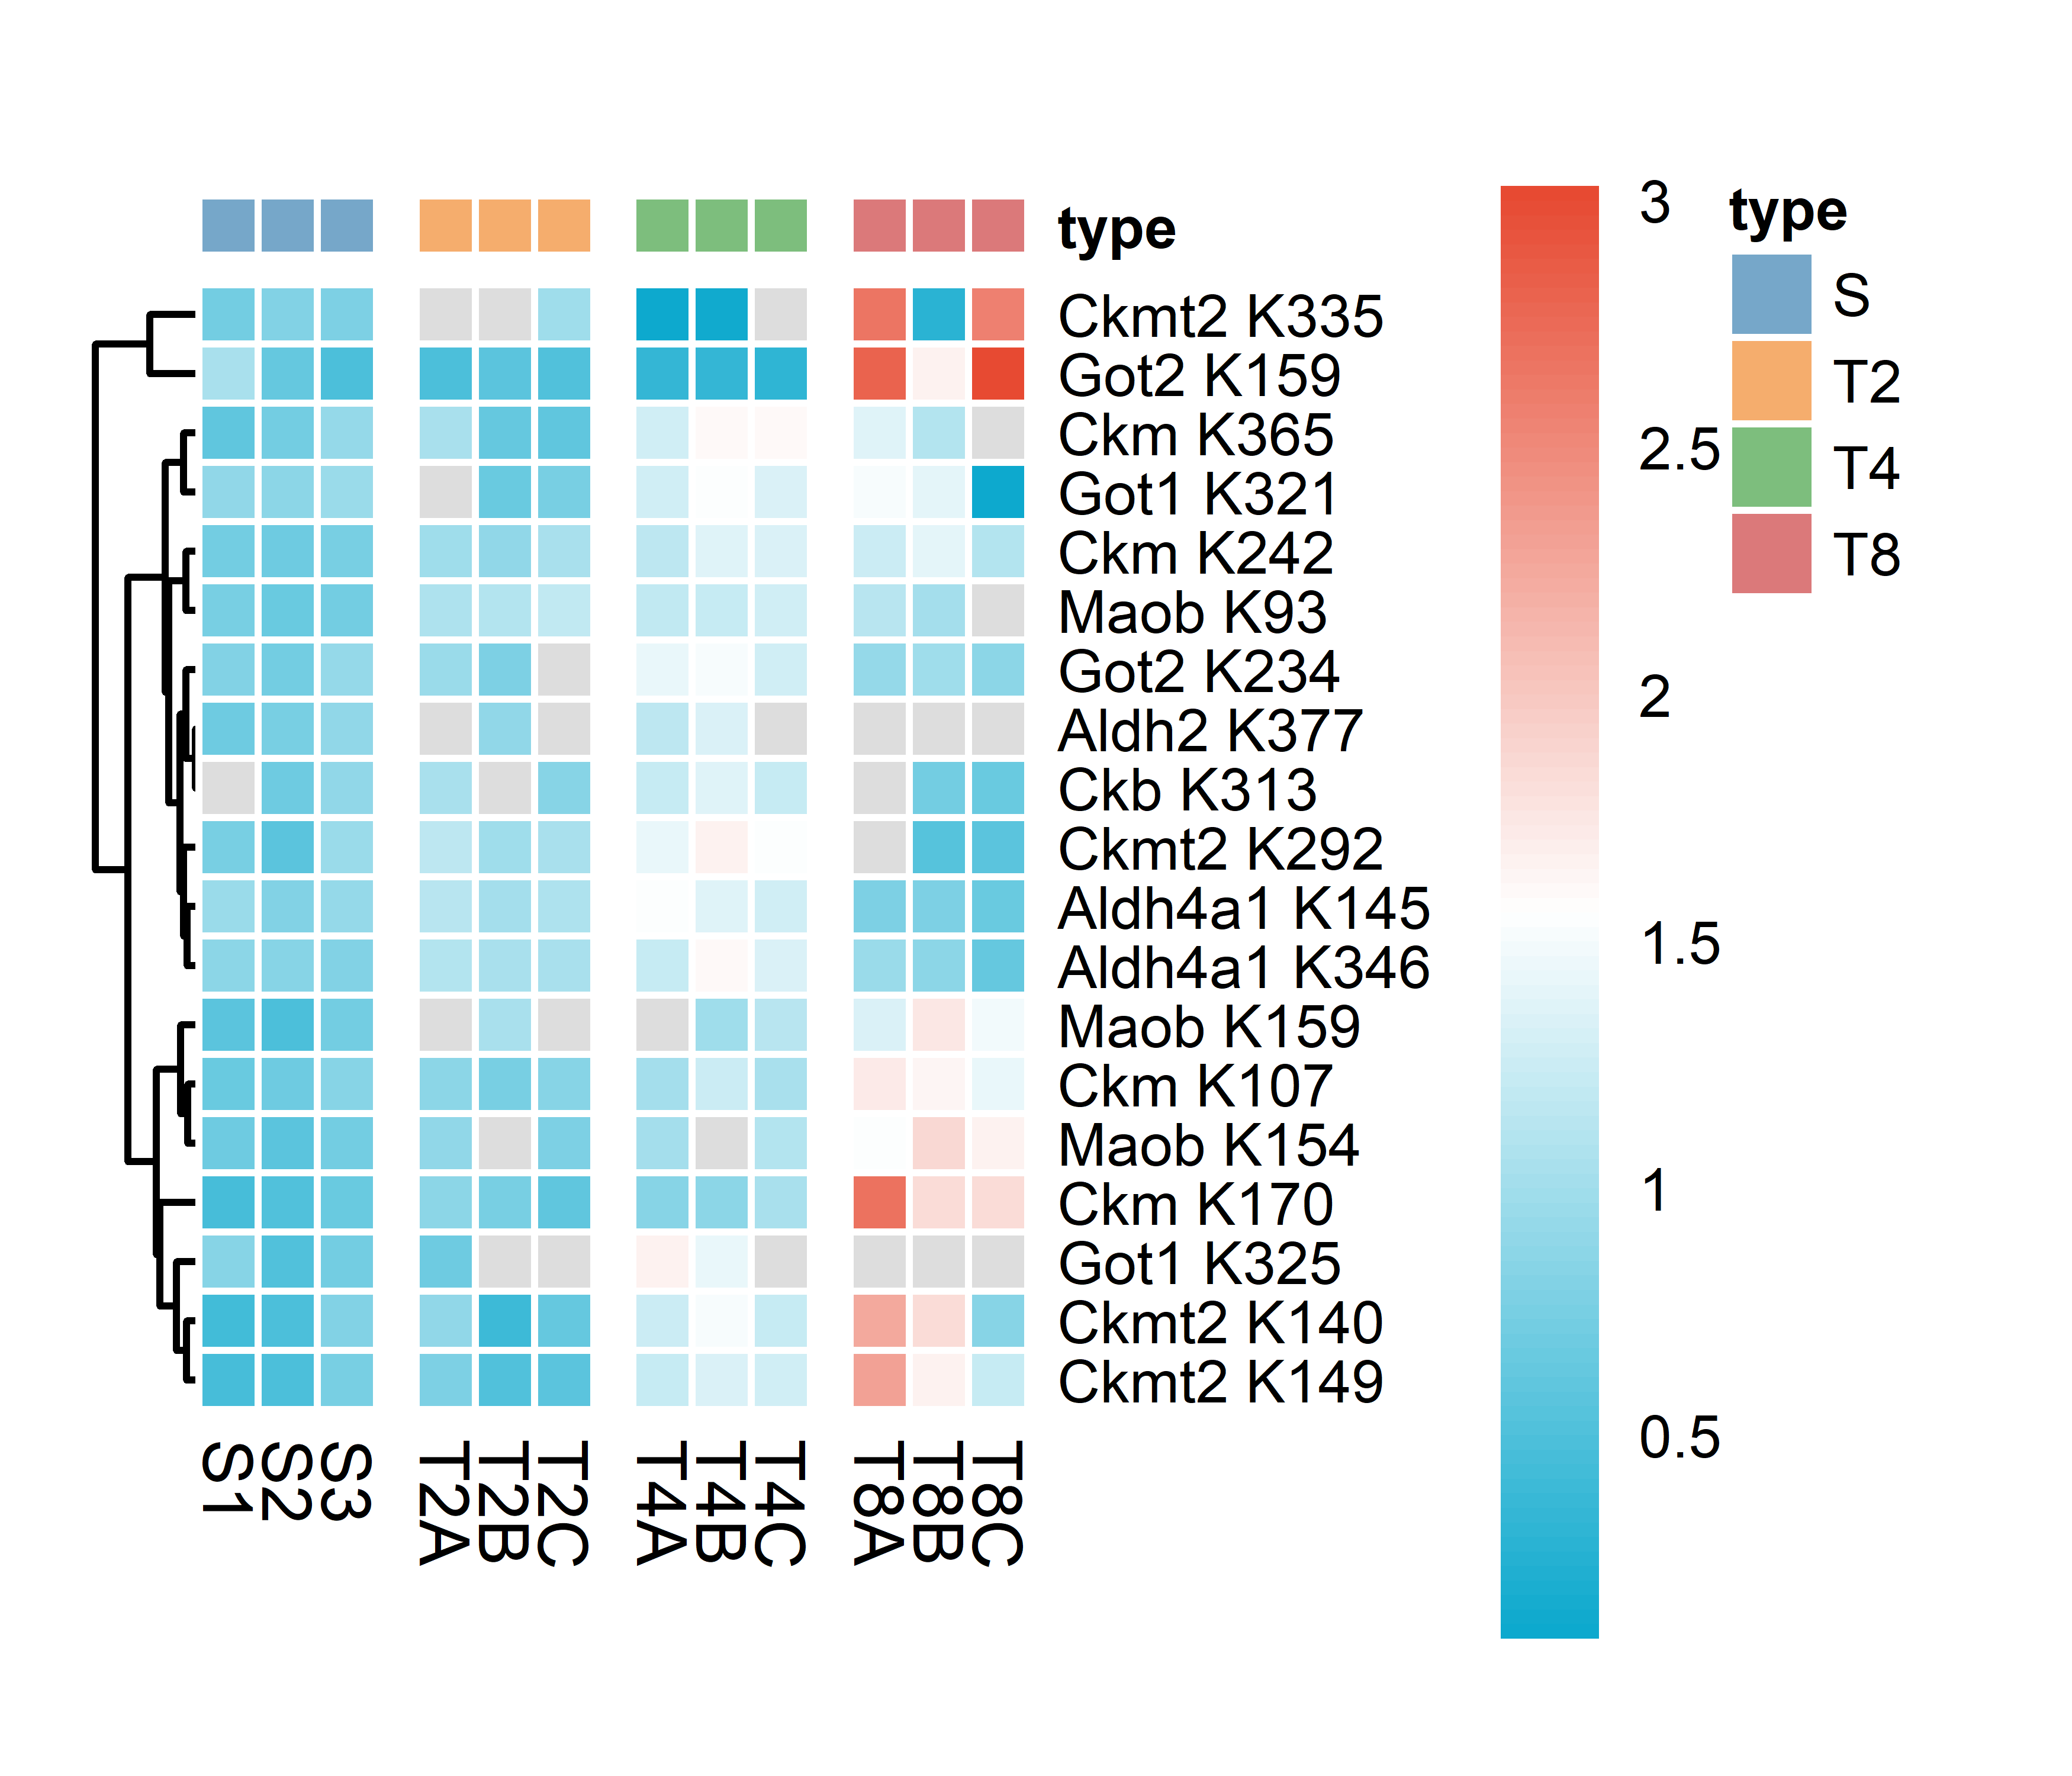 type
Ckmt2 K335
Got2 K159
Ckm K365
Got1 K321
Ckm K242
Maob K93
Got2 K234
Aldh2 K377
Ckb K313
Ckmt2 K292
Aldh4a1 K145
Aldh4a1 K346
Maob K159
Ckm K107
Maob K154
Ckm K170
Got1 K325
Ckmt2 K140
Ckmt2 K149
S1
S2
S3
T2A
T2B
T2C
T4A
T4B
T4C
T8A
T8B
T8C
3
2.5
2
1.5
1
0.5
type
S
T2
T4
T8